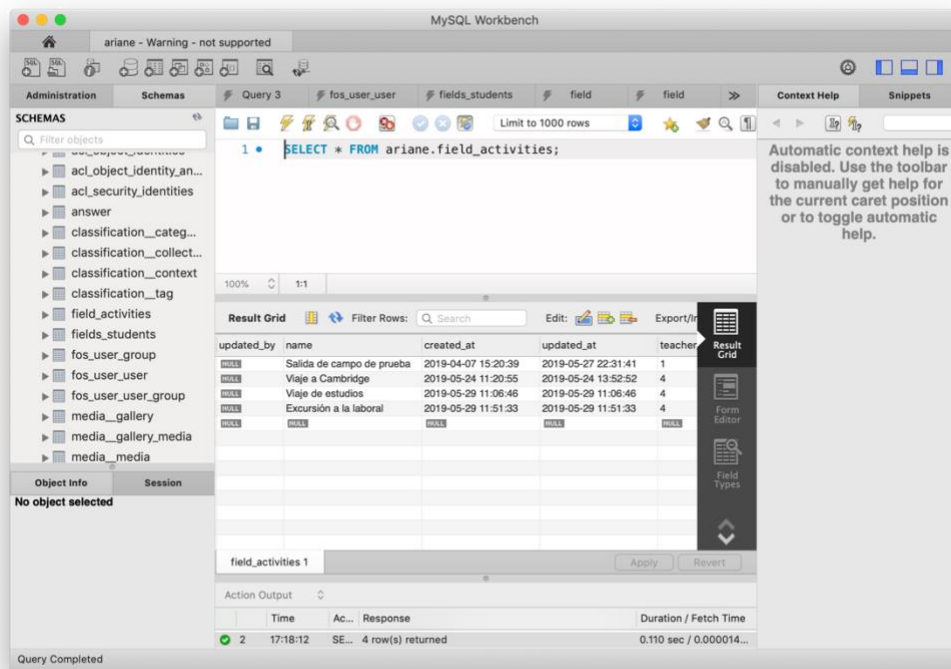 MySQL Workbench
ariane - Warning - not supported
Administration Schemas
SCHEMAS
Filter objects
acl_object_identity_an...
acl_security_identities
answer
classification__categ...
classification__collect...
classification__context
classification__tag
field_activities
fields_students
fos_user_group
fos_user_user
fos_user_user_group
media__gallery
media__gallery_media
media__media
Object Info Session
No object selected
Query 3 fos_user_user fields_students field field
Limit to 1000 rows
1 SELECT * FROM ariane.field_activities;
100% 1:1
Result Grid Filter Rows: Search Edit: Export/Im
updated_by name created_at updated_at teacher
NULL Salida de campo de prueba 2019-04-07 15:20:39 2019-05-27 22:31:41 1
NULL Viaje a Cambridge 2019-05-24 11:20:55 2019-05-24 13:52:52 4
NULL Viaje de estudios 2019-05-29 11:06:46 2019-05-29 11:06:46 4
NULL Excursión a la laboral 2019-05-29 11:51:33 2019-05-29 11:51:33 4
NULL NULL NULL NULL NULL
Result
Grid
Form
Editor
Field
Types
field_activities 1 Apply Revert
Action Output
Time Ac... Response Duration / Fetch Time
2 17:18:12 SE... 4 row(s) returned 0.110 sec / 0.000014...
Context Help Snippets
Automatic context help is
disabled. Use the toolbar
to manually get help for
the current caret position
or to toggle automatic
help.
Query Completed